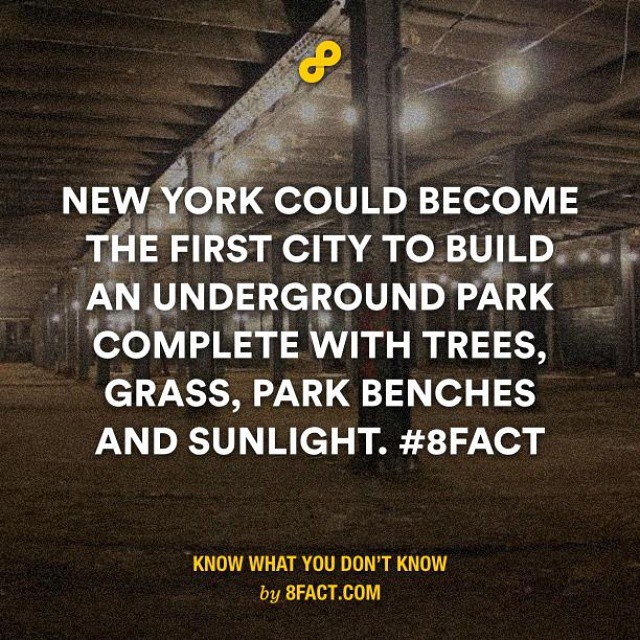 NEW YORK COULD BECOME
THE FIRST CITY TO BUILD
AN UNDERGROUND PARK
COMPLETE WITH TREES,
GRASS, PARK BENCHES
AND SUNLIGHT. #8FACT
KNOW WHAT YOU DON'T KNOW
by 8FACT.COM